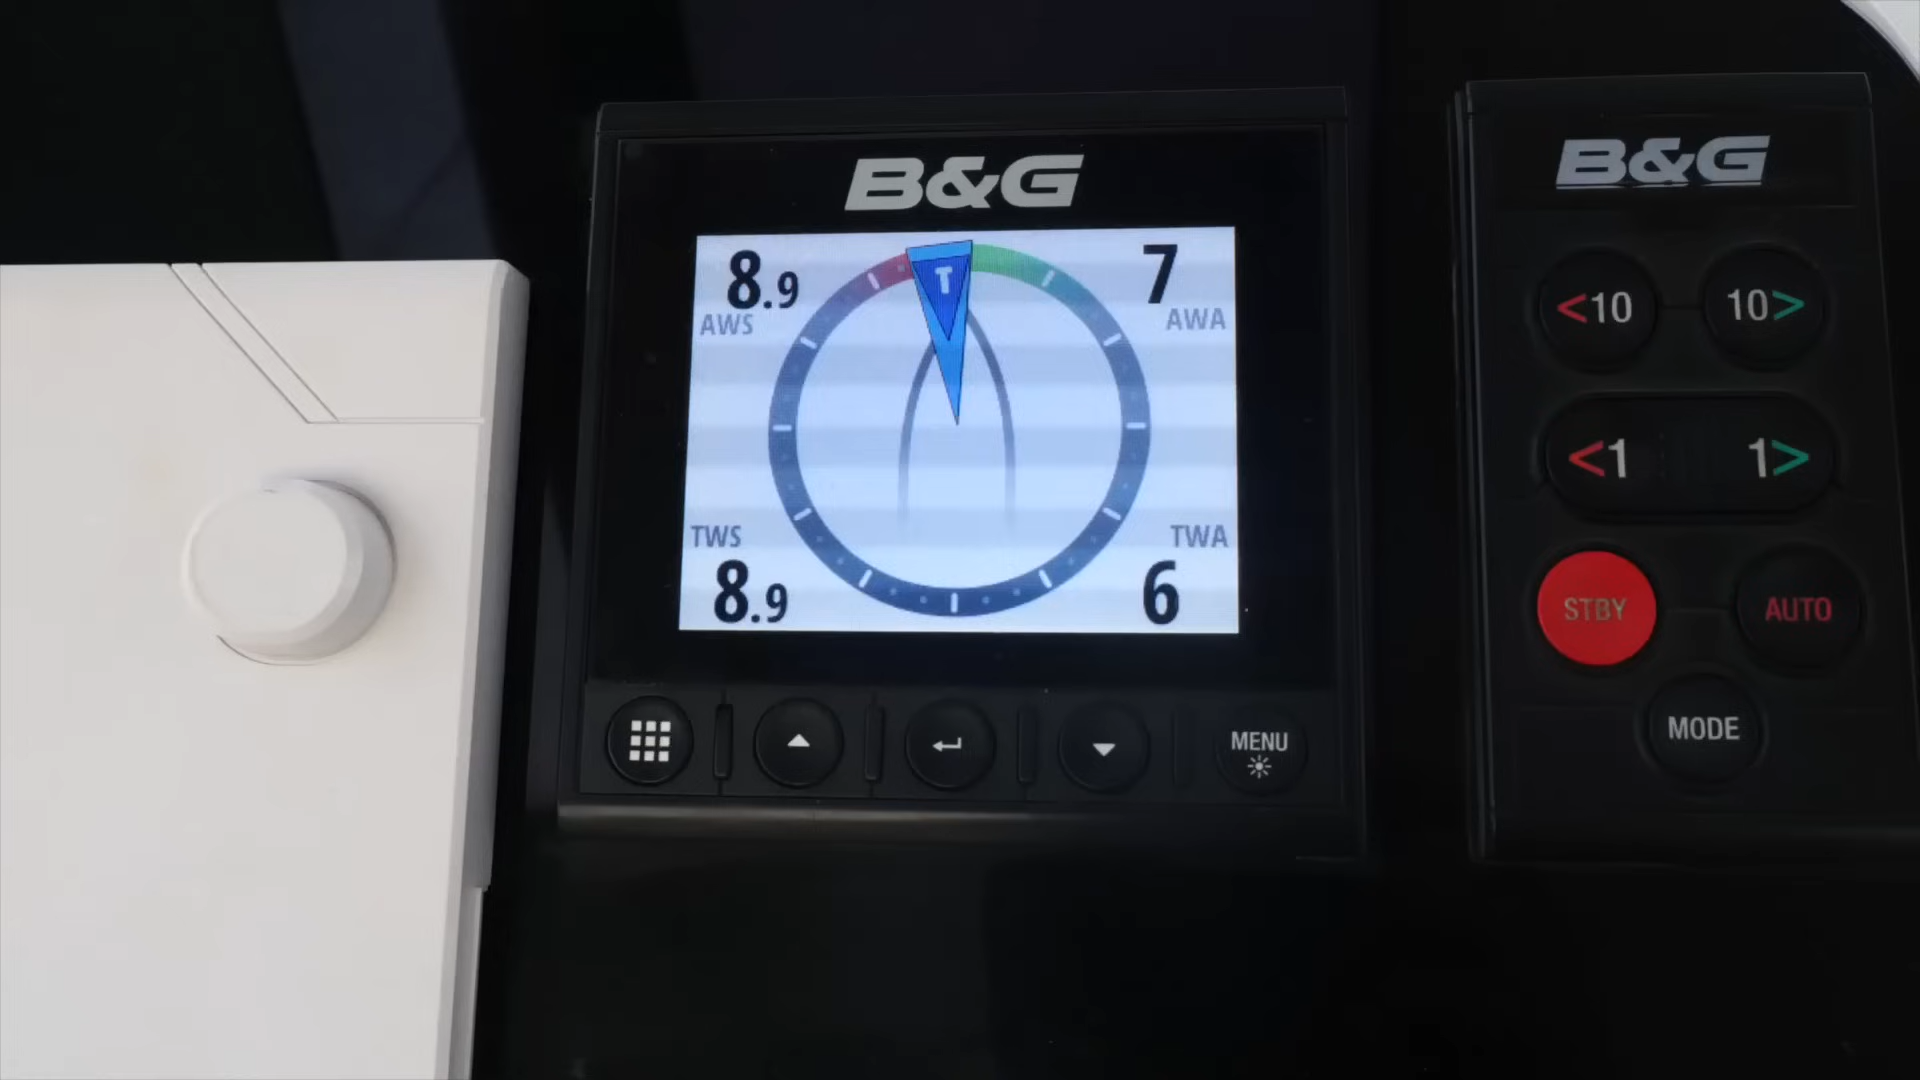 B&G
8.9
AWS
7
AWA
T
TWS
8.9
TWA
6
MENU
B&G
<10
10>
<1
1>
STBY
AUTO
MODE